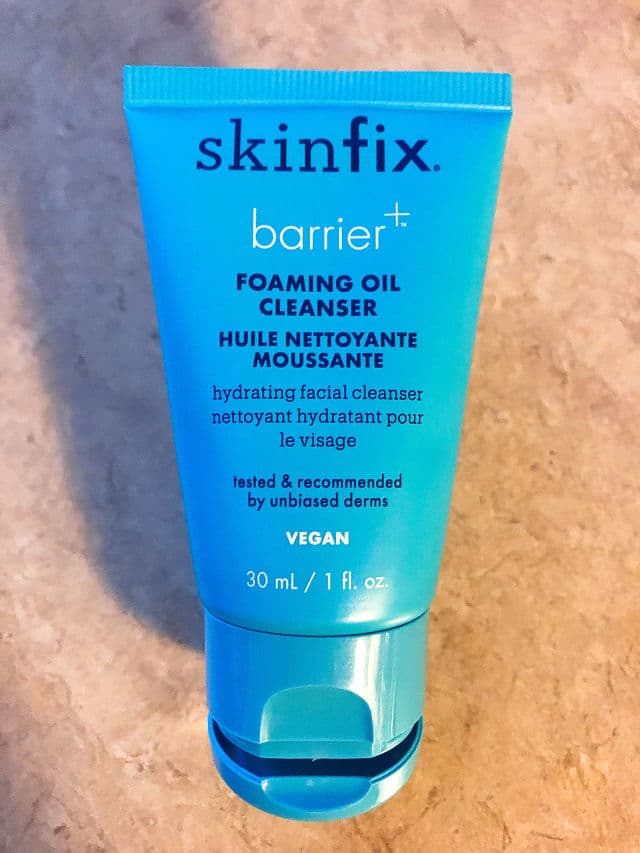 skinfix.
barrier+™
FOAMING OIL
CLEANSER
HUILE NETTOYANTE
MOUSSANTE
hydrating facial cleanser
nettoyant hydratant pour
le visage
tested & recommended
by unbiased derms
VEGAN
30 mL / 1 fl. oz.